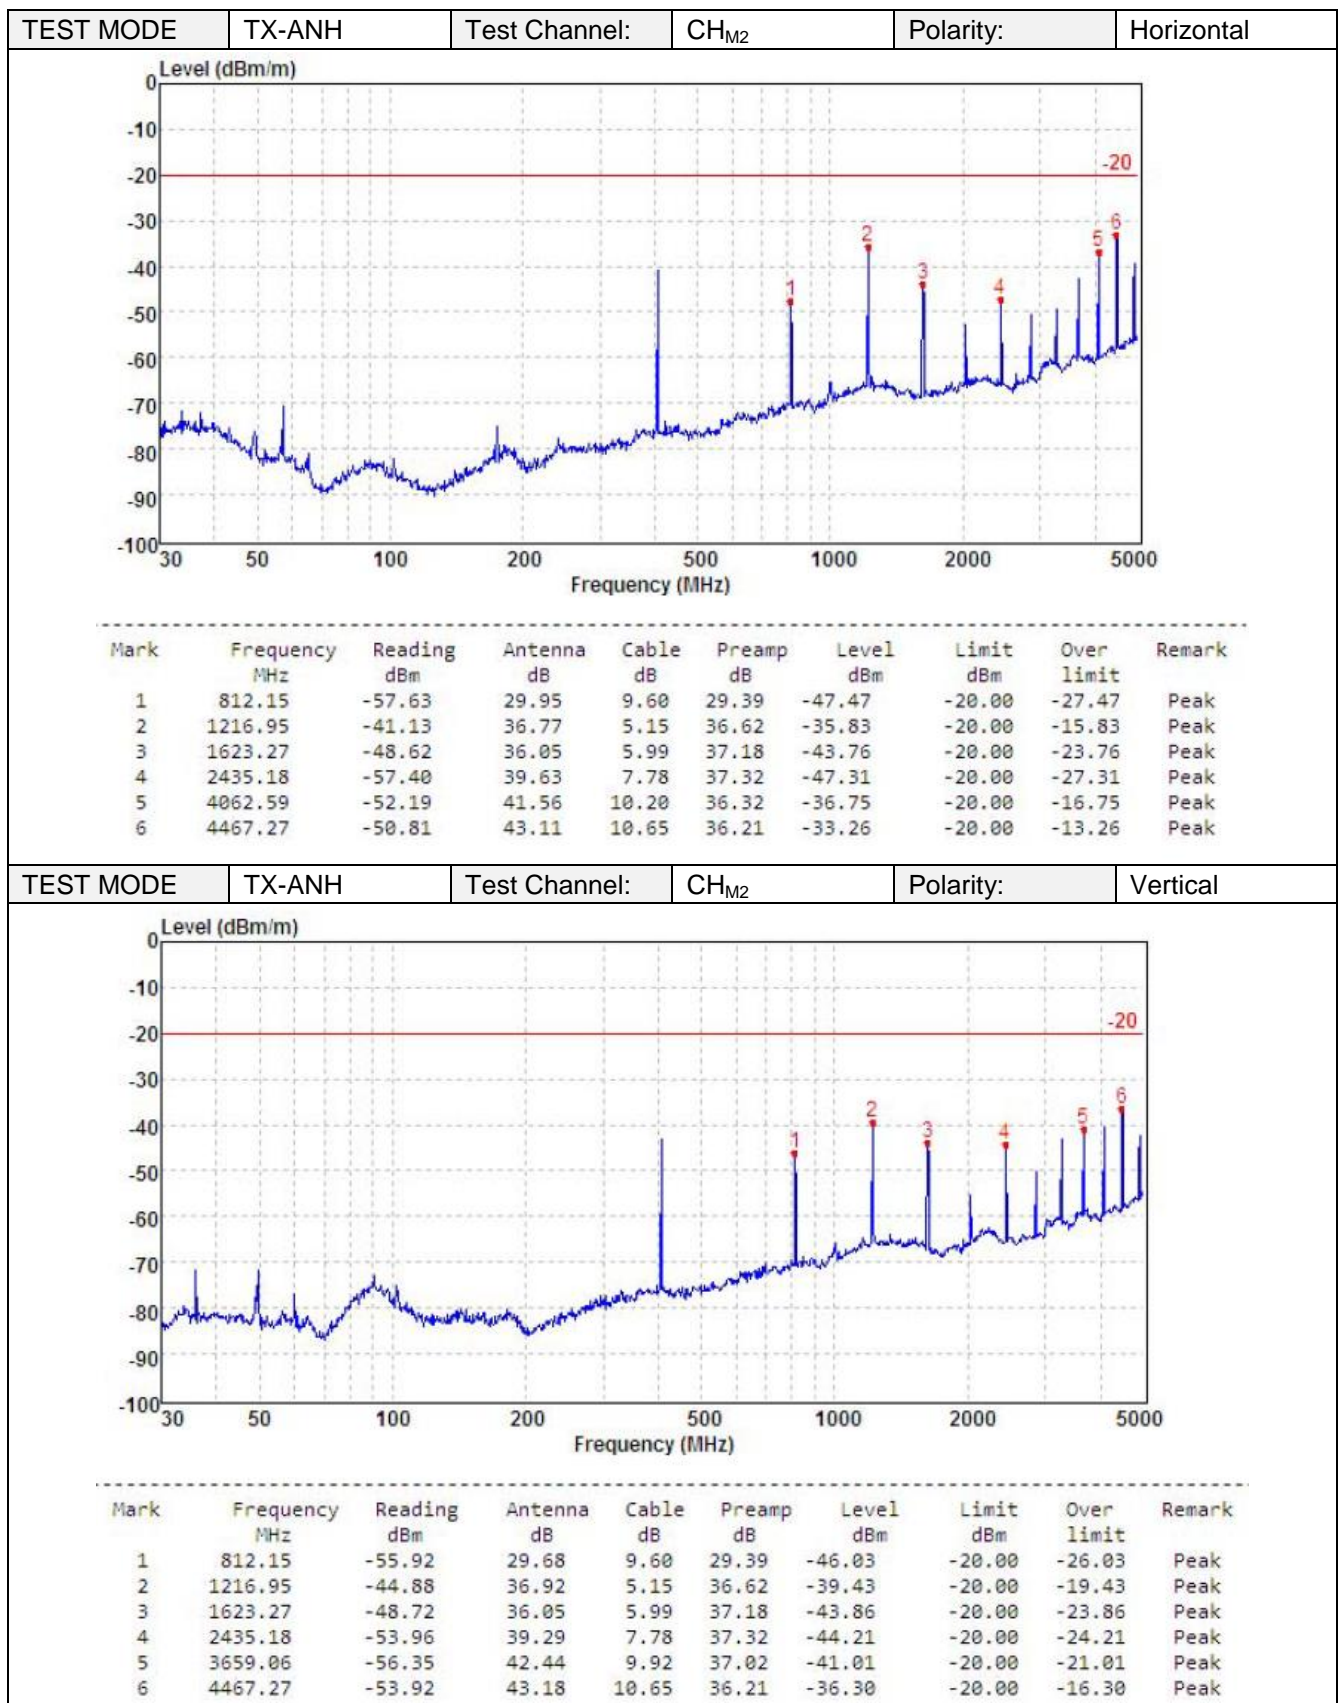 TEST MODE TX-ANH Test Channel: CHM2 Polarity: Horizontal
Level (dBm/m)
0
-10
-20
-20
-30
-40
-50
-60
-70
-80
-90
-100
1 2 3 4 5 6
30 50 100 200 500 1000 2000 5000
Frequency (MHz)
Mark Frequency Reading Antenna Cable Preamp Level Limit Over Remark
MHz dBm dB dB dB dBm dBm limit
1 812.15 -57.63 29.95 9.60 29.39 -47.47 -20.00 -27.47 Peak
2 1216.95 -41.13 36.77 5.15 36.62 -35.83 -20.00 -15.83 Peak
3 1623.27 -48.62 36.05 5.99 37.18 -43.76 -20.00 -23.76 Peak
4 2435.18 -57.40 39.63 7.78 37.32 -47.31 -20.00 -27.31 Peak
5 4062.59 -52.19 41.56 10.20 36.32 -36.75 -20.00 -16.75 Peak
6 4467.27 -50.81 43.11 10.65 36.21 -33.26 -20.00 -13.26 Peak
TEST MODE TX-ANH Test Channel: CHM2 Polarity: Vertical
Level (dBm/m)
0
-10
-20
-20
-30
-40
-50
-60
-70
-80
-90
-100
1 2 3 4 5 6
30 50 100 200 500 1000 2000 5000
Frequency (MHz)
Mark Frequency Reading Antenna Cable Preamp Level Limit Over Remark
MHz dBm dB dB dB dBm dBm limit
1 812.15 -55.92 29.68 9.60 29.39 -46.03 -20.00 -26.03 Peak
2 1216.95 -44.88 36.92 5.15 36.62 -39.43 -20.00 -19.43 Peak
3 1623.27 -48.72 36.05 5.99 37.18 -43.86 -20.00 -23.86 Peak
4 2435.18 -53.96 39.29 7.78 37.32 -44.21 -20.00 -24.21 Peak
5 3659.06 -56.35 42.44 9.92 37.02 -41.01 -20.00 -21.01 Peak
6 4467.27 -53.92 43.18 10.65 36.21 -36.30 -20.00 -16.30 Peak